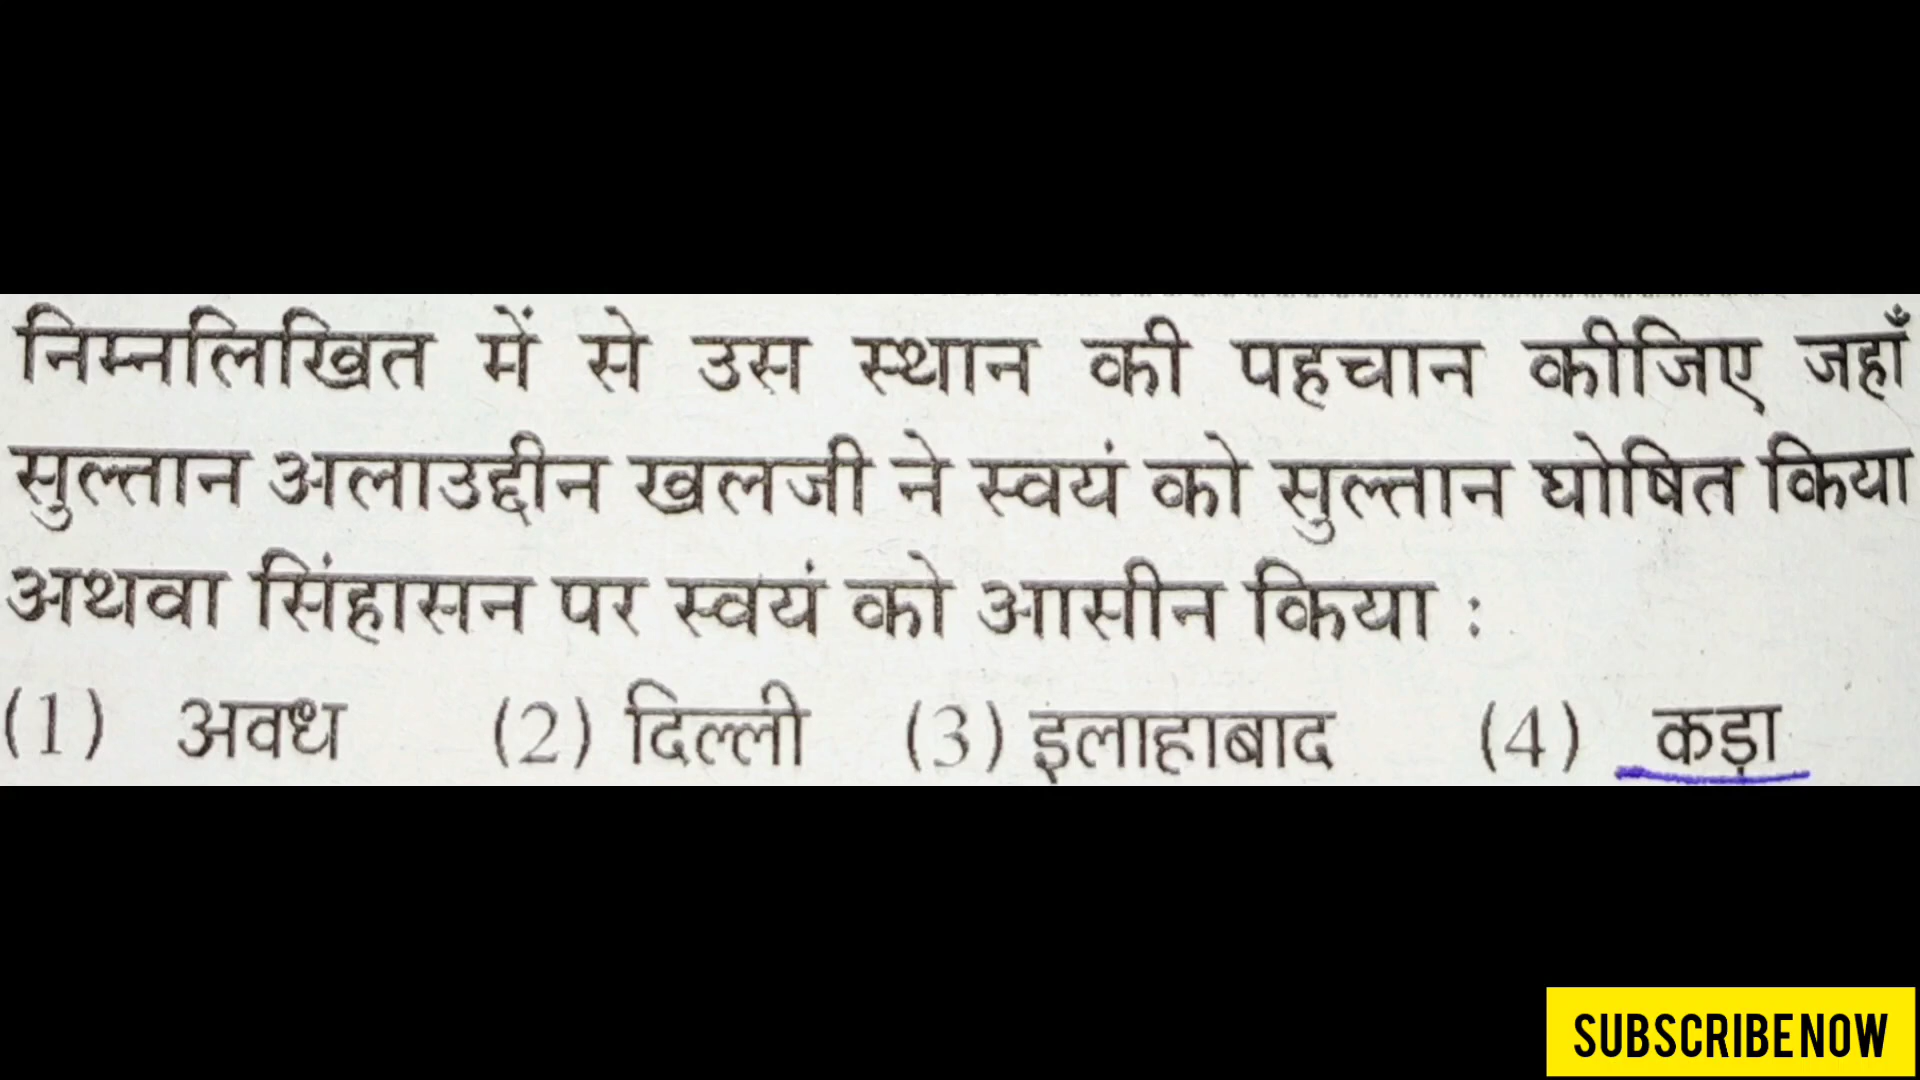 निम्नलिखित में से उस स्थान की पहचान कीजिए जहाँ
सुल्तान अलाउद्दीन खलजी ने स्वयं को सुल्तान घोषित किया
अथवा सिंहासन पर स्वयं को आसीन किया :
(1) अवध (2) दिल्ली (3) इलाहाबाद (4) कड़ा
SUBSCRIBE NOW